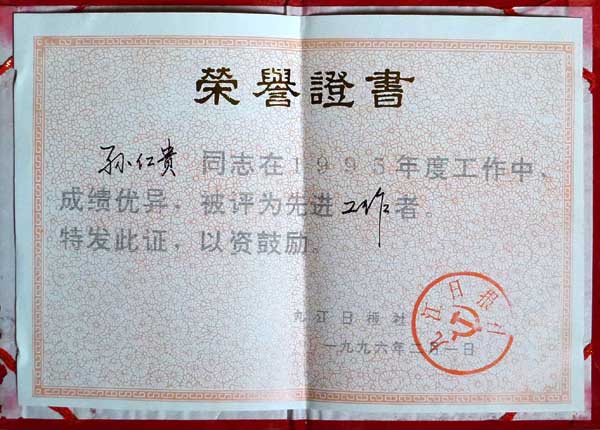 榮譽證書
孙仁贵 同志在1995年度工作中，
成绩优异，被评为先进工作者。
特发此证，以资鼓励。
九江日报社
一九九六年二月一日
九江日报社